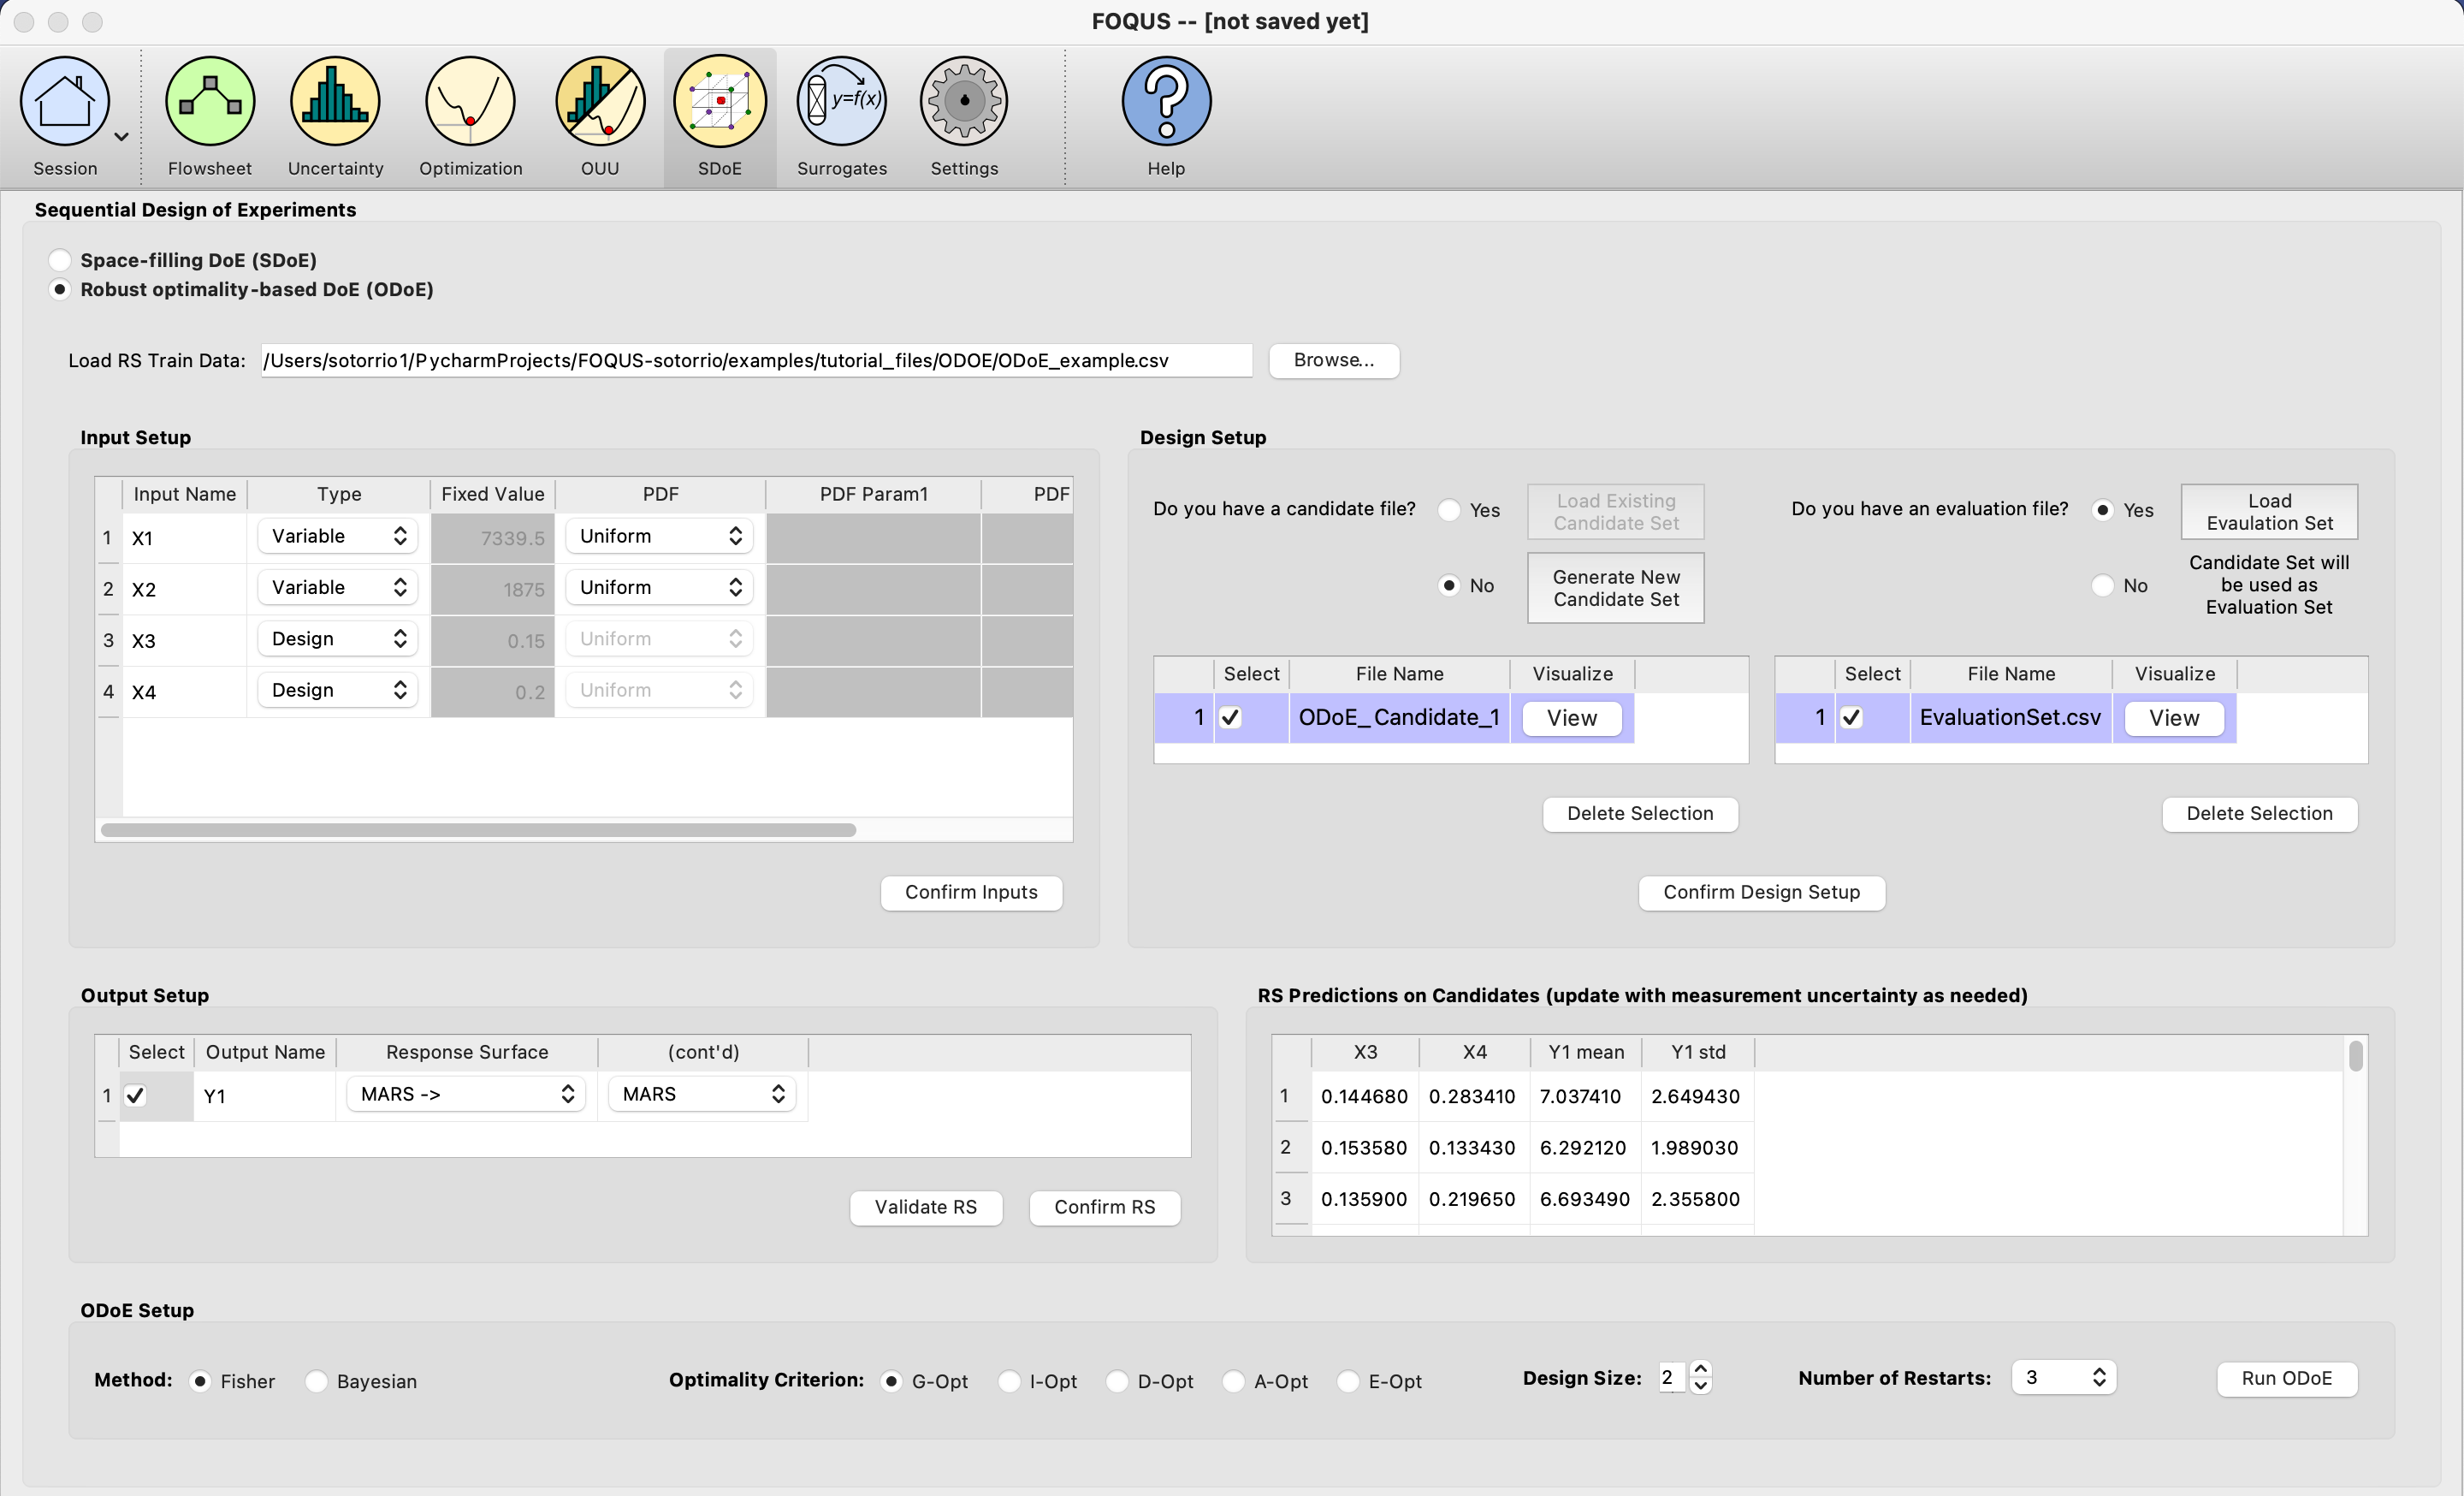 FOQUS -- [not saved yet]
Session
Flowsheet
Uncertainty
Optimization
OUU
SDoE
y=f(x)
Surrogates
Settings
Help
Sequential Design of Experiments
Space-filling DoE (SDoE)
Robust optimality-based DoE (ODoE)
Load RS Train Data: /Users/sotorrio1/PycharmProjects/FOQUS-sotorrio/examples/tutorial_files/ODOE/ODoE_example.csv Browse...
Input Setup
Input Name Type Fixed Value PDF PDF Param1 PDF
1 X1 Variable 7339.5 Uniform
2 X2 Variable 1875 Uniform
3 X3 Design 0.15 Uniform
4 X4 Design 0.2 Uniform
Confirm Inputs
Design Setup
Do you have a candidate file? Yes
Load Existing
Candidate Set
No
Generate New
Candidate Set
Do you have an evaluation file? Yes
Load
Evaulation Set
No
Candidate Set will
be used as
Evaluation Set
Select File Name Visualize
1 ODoE_Candidate_1 View
Delete Selection
Select File Name Visualize
1 EvaluationSet.csv View
Delete Selection
Confirm Design Setup
Output Setup
Select Output Name Response Surface (cont'd)
1 Y1 MARS -> MARS
Validate RS Confirm RS
RS Predictions on Candidates (update with measurement uncertainty as needed)
X3 X4 Y1 mean Y1 std
1 0.144680 0.283410 7.037410 2.649430
2 0.153580 0.133430 6.292120 1.989030
3 0.135900 0.219650 6.693490 2.355800
ODoE Setup
Method: Fisher Bayesian Optimality Criterion: G-Opt I-Opt D-Opt A-Opt E-Opt Design Size: 2 Number of Restarts: 3 Run ODoE